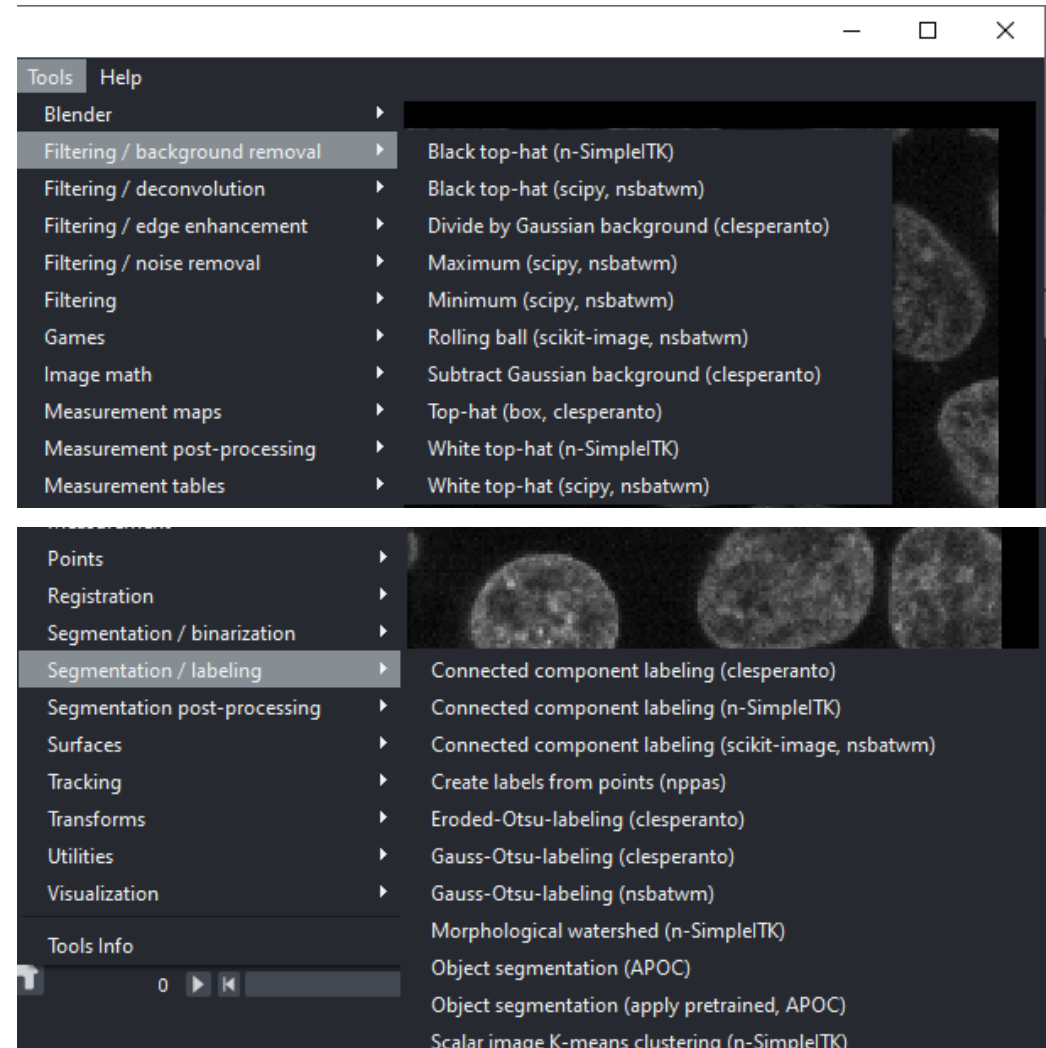 Tools Help
Blender
Filtering / background removal
Filtering / deconvolution
Filtering / edge enhancement
Filtering / noise removal
Filtering
Games
Image math
Measurement maps
Measurement post-processing
Measurement tables
Black top-hat (n-SimpleITK)
Black top-hat (scipy, nsbatwm)
Divide by Gaussian background (clesperanto)
Maximum (scipy, nsbatwm)
Minimum (scipy, nsbatwm)
Rolling ball (scikit-image, nsbatwm)
Subtract Gaussian background (clesperanto)
Top-hat (box, clesperanto)
White top-hat (n-SimpleITK)
White top-hat (scipy, nsbatwm)
Points
Registration
Segmentation / binarization
Segmentation / labeling
Segmentation post-processing
Surfaces
Tracking
Transforms
Utilities
Visualization
Tools Info
0
Connected component labeling (clesperanto)
Connected component labeling (n-SimpleITK)
Connected component labeling (scikit-image, nsbatwm)
Create labels from points (nppas)
Eroded-Otsu-labeling (clesperanto)
Gauss-Otsu-labeling (clesperanto)
Gauss-Otsu-labeling (nsbatwm)
Morphological watershed (n-SimpleITK)
Object segmentation (APOC)
Object segmentation (apply pretrained, APOC)
Scalar image K-means clustering (n-SimpleITK)